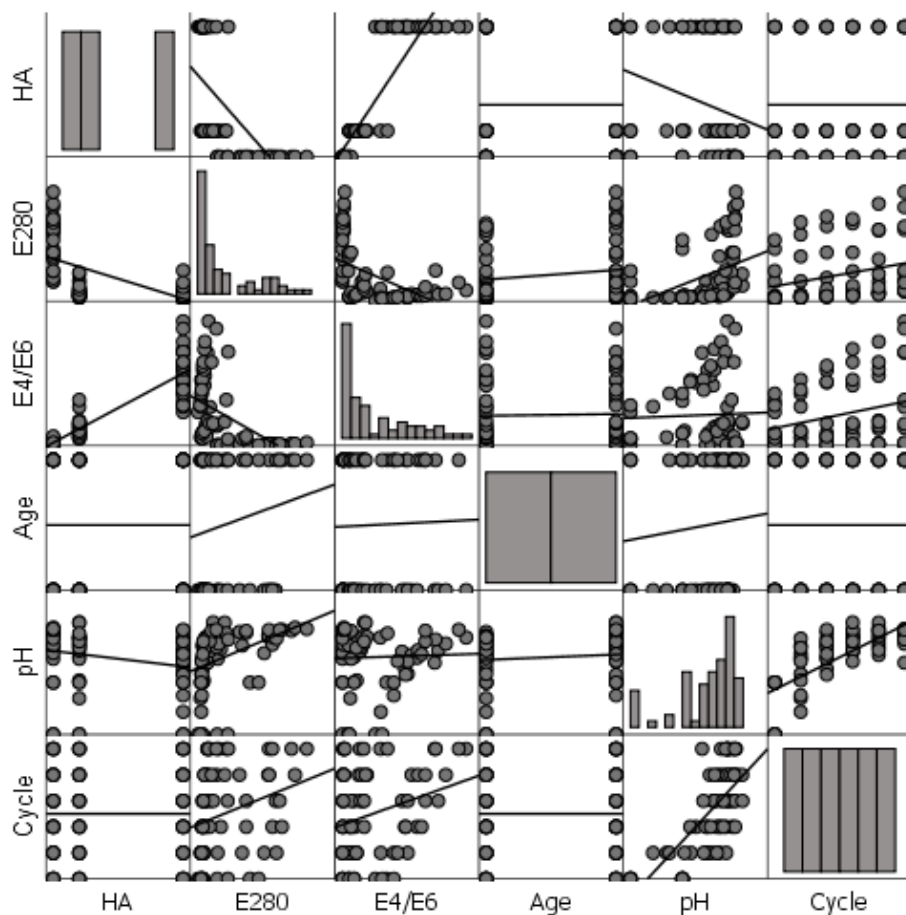 HA
E280
E4/E6
Age
pH
Cycle
HA E280 E4/E6 Age pH Cycle